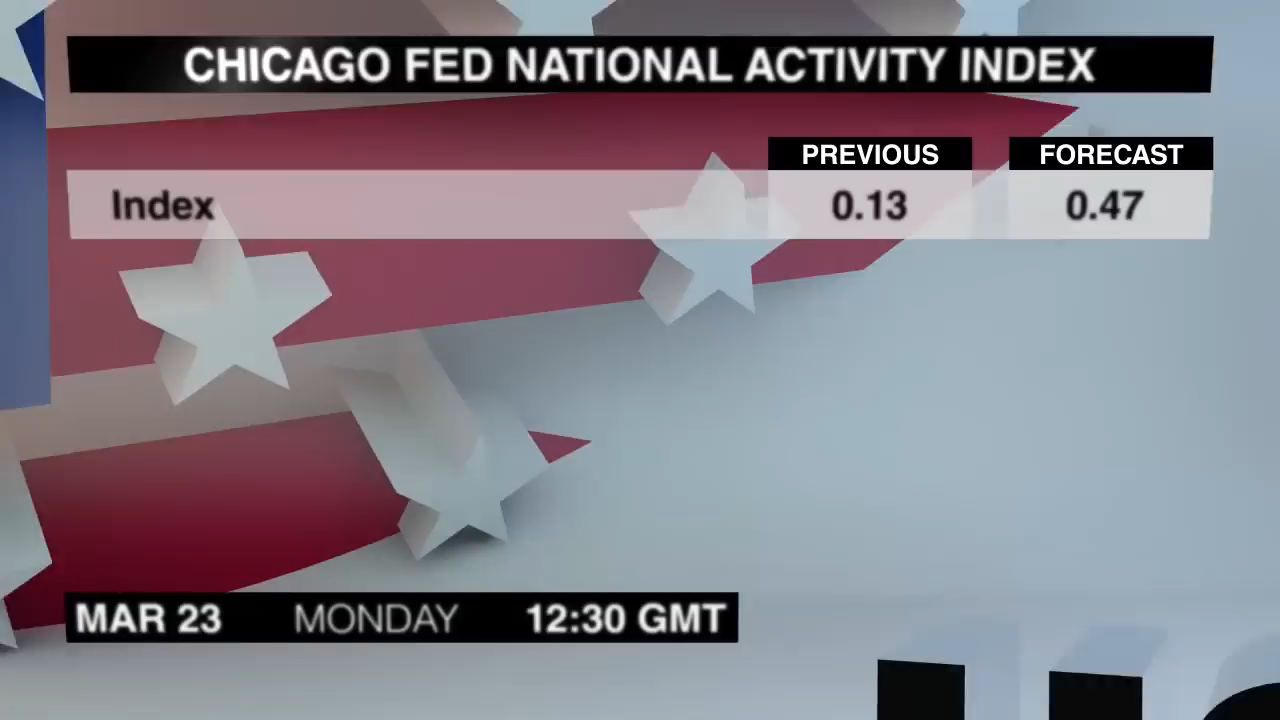 CHICAGO FED NATIONAL ACTIVITY INDEX
PREVIOUS FORECAST
Index 0.13 0.47
MAR 23 MONDAY 12:30 GMT